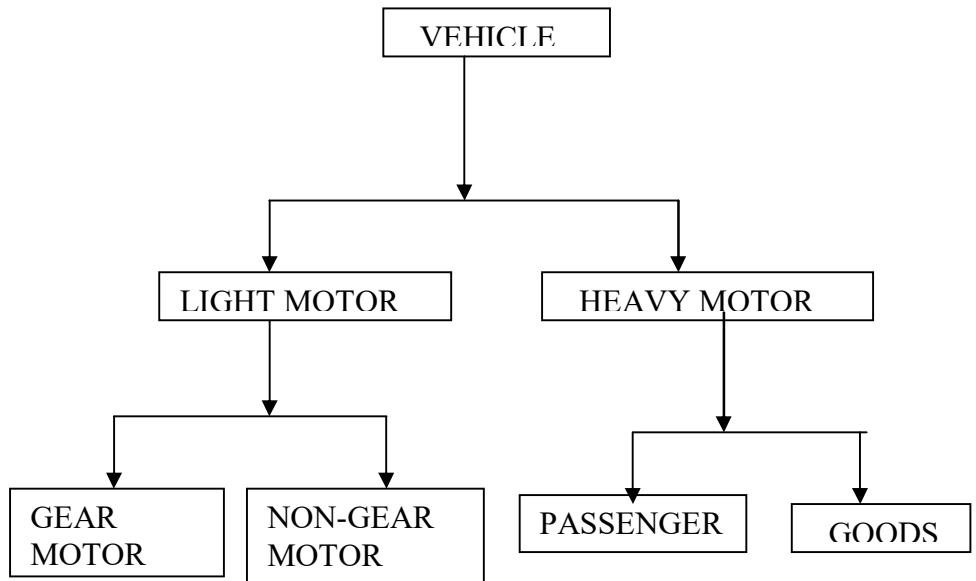 VEHICLE
LIGHT MOTOR
HEAVY MOTOR
GEAR
MOTOR
NON-GEAR
MOTOR
PASSENGER
GOODS